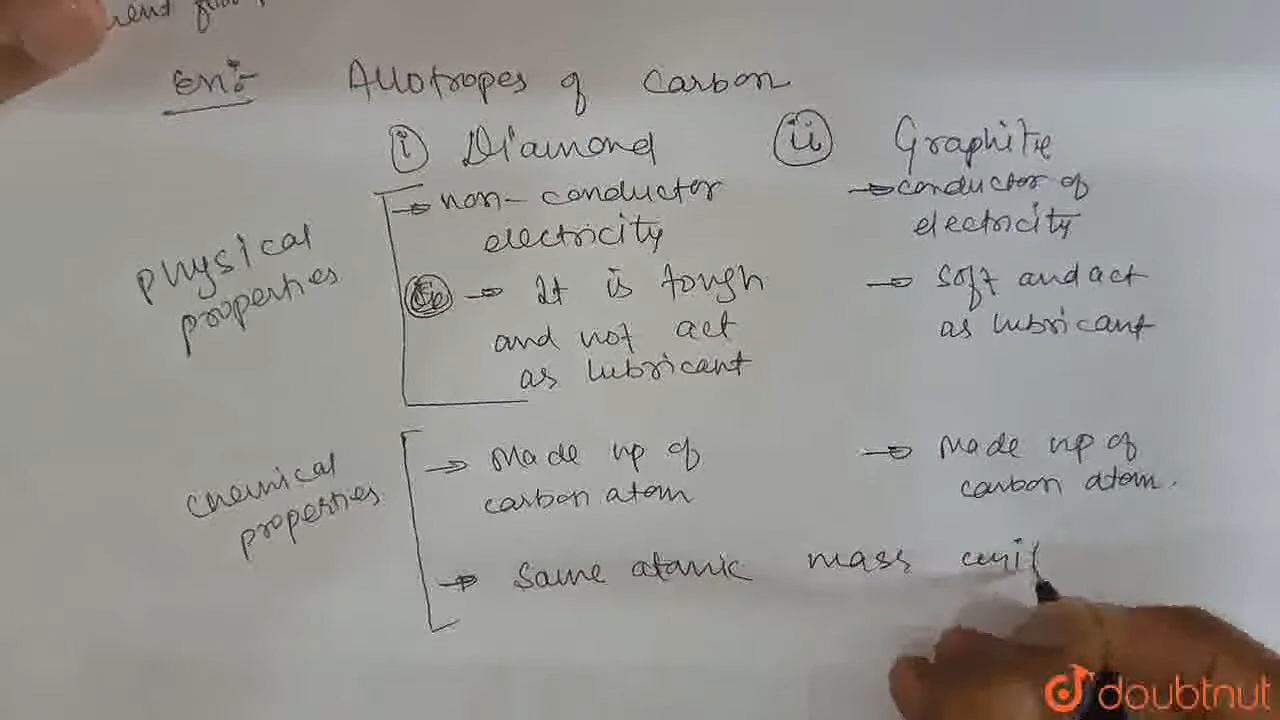 Allotropes of Carbon
i Diamond
ii Graphite
Physical properties
→ non-conductor
electricity
→ conductor of
electricity
→ It is tough
and not act
as lubricant
→ Soft and act
as lubricant
chemical properties
→ Made up of
carbon atom
→ Made up of
carbon atom.
→ Same atomic mass
doubtnut